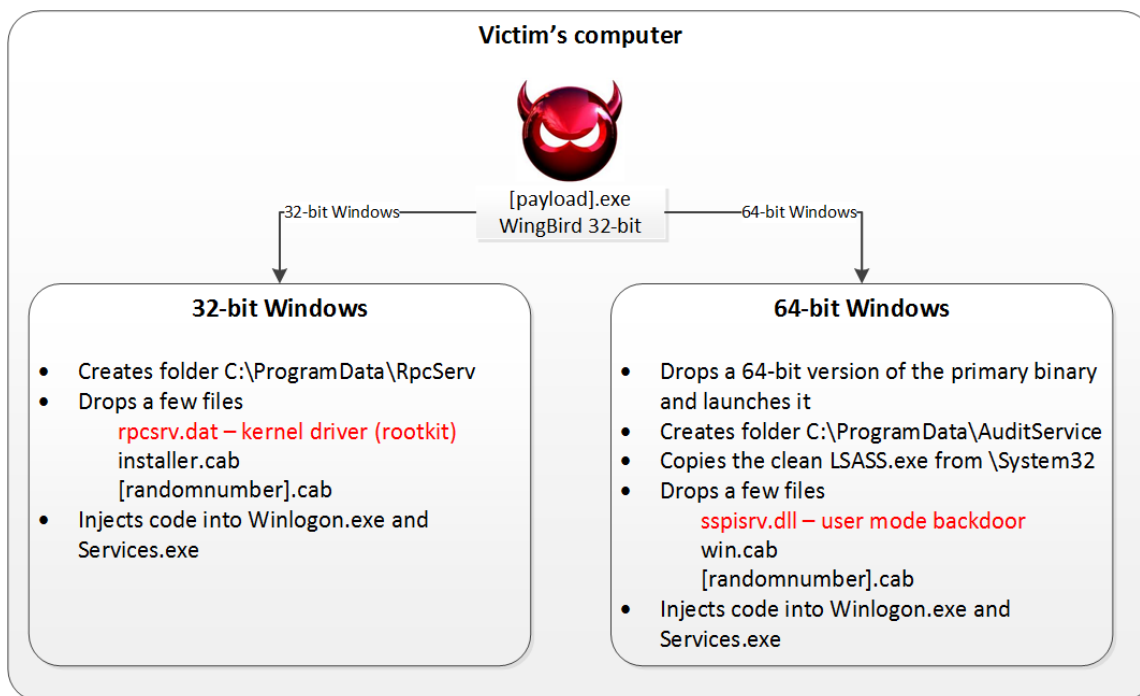 Victim's computer
[payload].exe
WingBird 32-bit
32-bit Windows
64-bit Windows
32-bit Windows
• Creates folder C:\ProgramData\RpcServ
• Drops a few files
rpcsrv.dat – kernel driver (rootkit)
installer.cab
[randomnumber].cab
• Injects code into Winlogon.exe and
Services.exe
64-bit Windows
• Drops a 64-bit version of the primary binary
and launches it
• Creates folder C:\ProgramData\AuditService
• Copies the clean LSASS.exe from \System32
• Drops a few files
sspisrv.dll – user mode backdoor
win.cab
[randomnumber].cab
• Injects code into Winlogon.exe and
Services.exe